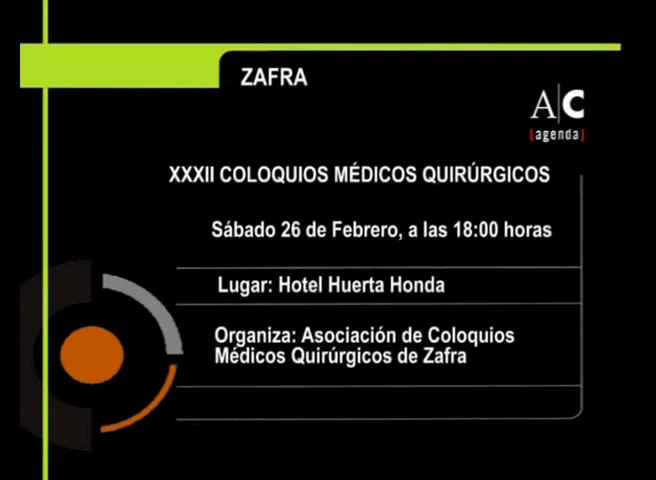 ZAFRA
A|C
[agenda]
XXXII COLOQUIOS MÉDICOS QUIRÚRGICOS
Sábado 26 de Febrero, a las 18:00 horas
Lugar: Hotel Huerta Honda
Organiza: Asociación de Coloquios
Médicos Quirúrgicos de Zafra